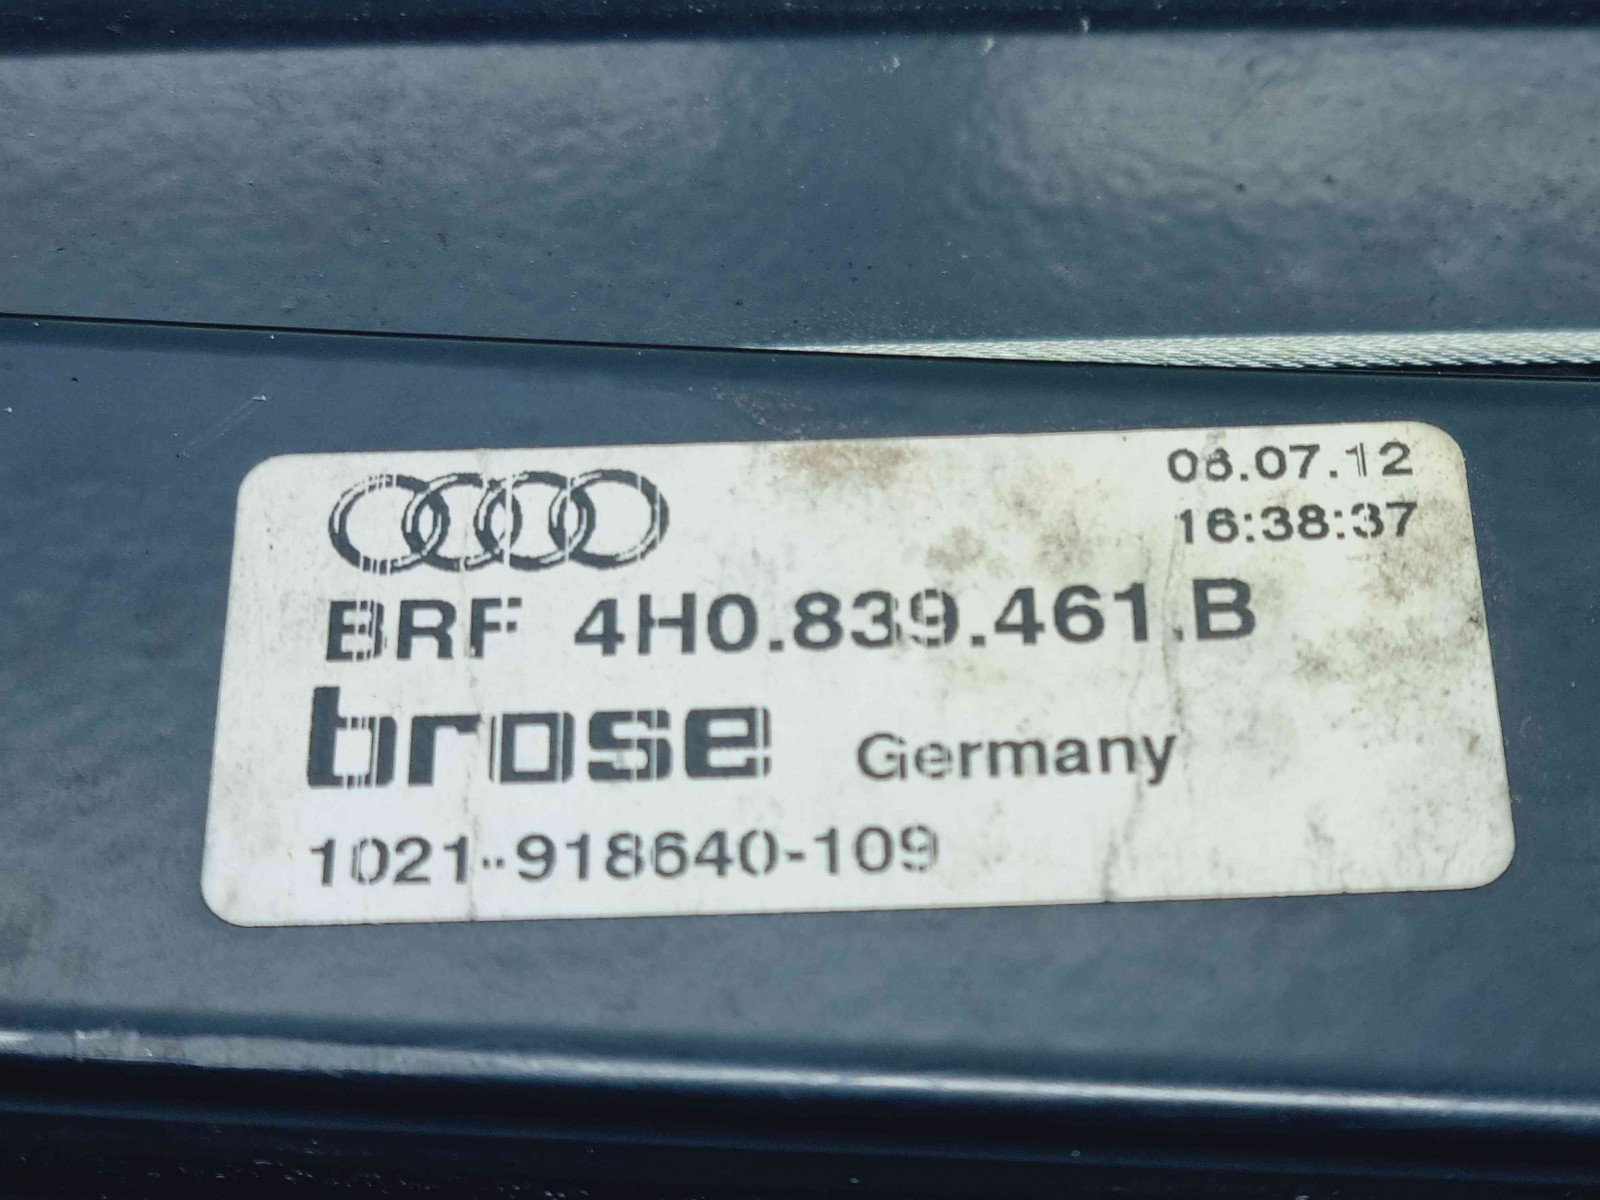 08.07.12
16:38:37
BRF 4H0.839.461.B
brose Germany
1021-918640-109